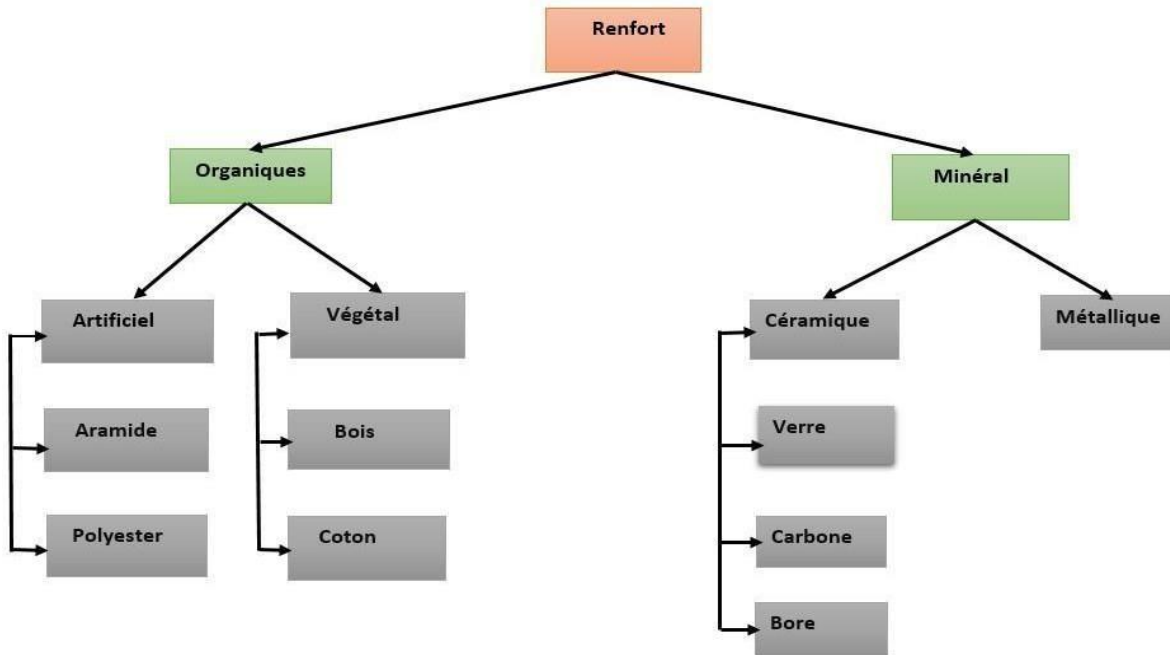 Renfort
Organiques
Minéral
Artificiel
Végétal
Céramique
Métallique
Aramide
Bois
Verre
Polyester
Coton
Carbone
Bore